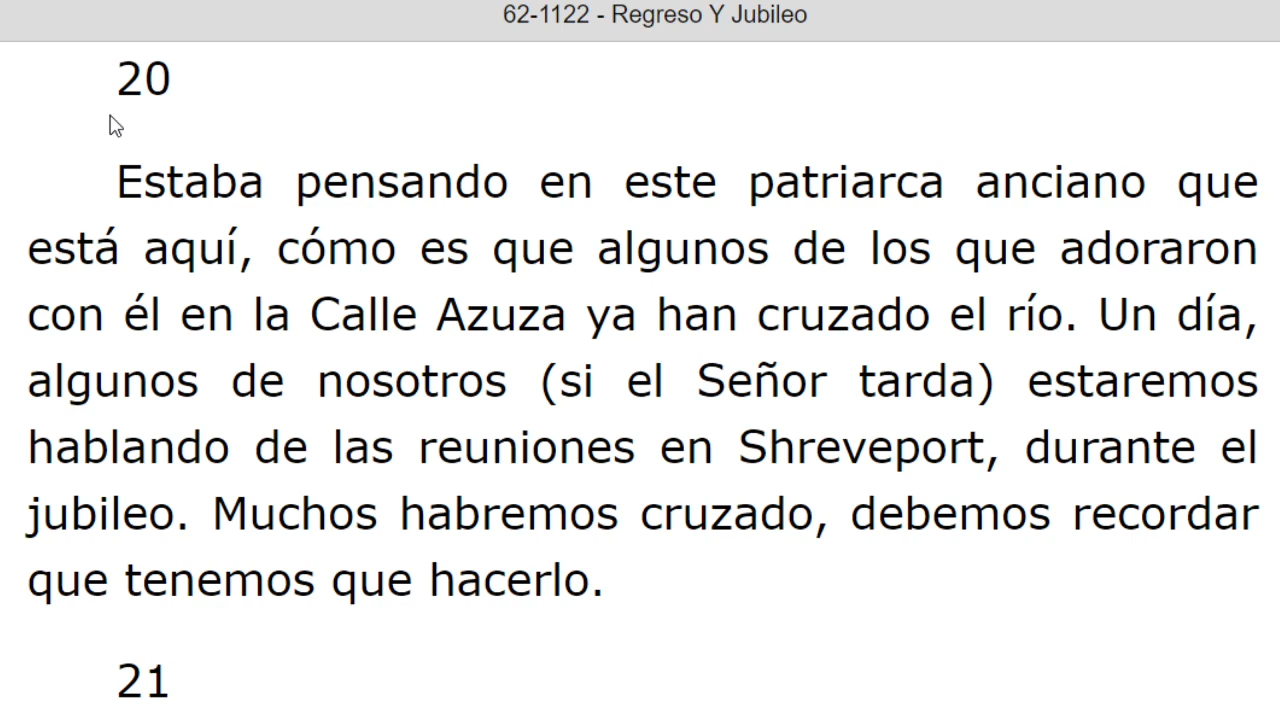 62-1122 - Regreso Y Jubileo
20
Estaba pensando en este patriarca anciano que
está aquí, cómo es que algunos de los que adoraron
con él en la Calle Azuza ya han cruzado el río. Un día,
algunos de nosotros (si el Señor tarda) estaremos
hablando de las reuniones en Shreveport, durante el
jubileo. Muchos habremos cruzado, debemos recordar
que tenemos que hacerlo.
21